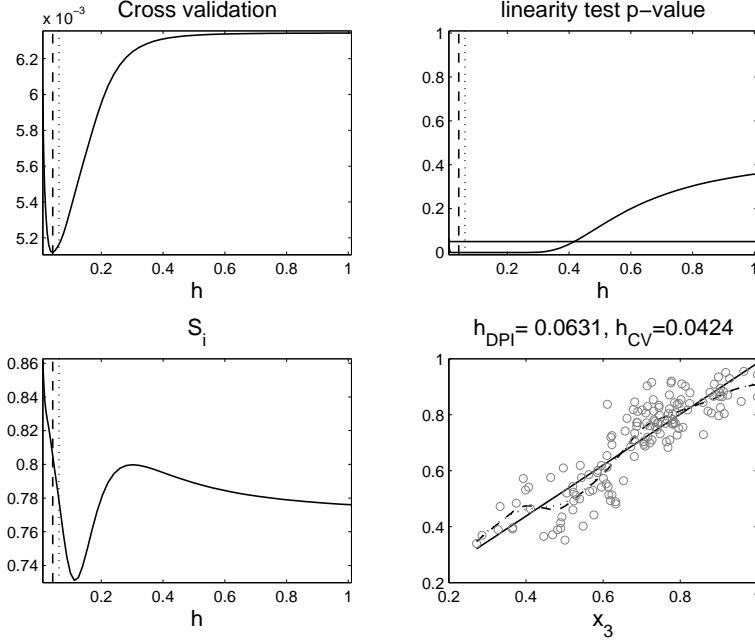 Cross validation
x 10−3
6.2
6
5.8
5.6
5.4
5.2
0.2 0.4 0.6 0.8 1
h
linearity test p−value
1
0.8
0.6
0.4
0.2
0
0.2 0.4 0.6 0.8 1
h
Si
0.86
0.84
0.82
0.8
0.78
0.76
0.74
0.2 0.4 0.6 0.8 1
h
hDPI= 0.0631, hCV=0.0424
1
0.8
0.6
0.4
0.2
0.2 0.4 0.6 0.8 1
x3